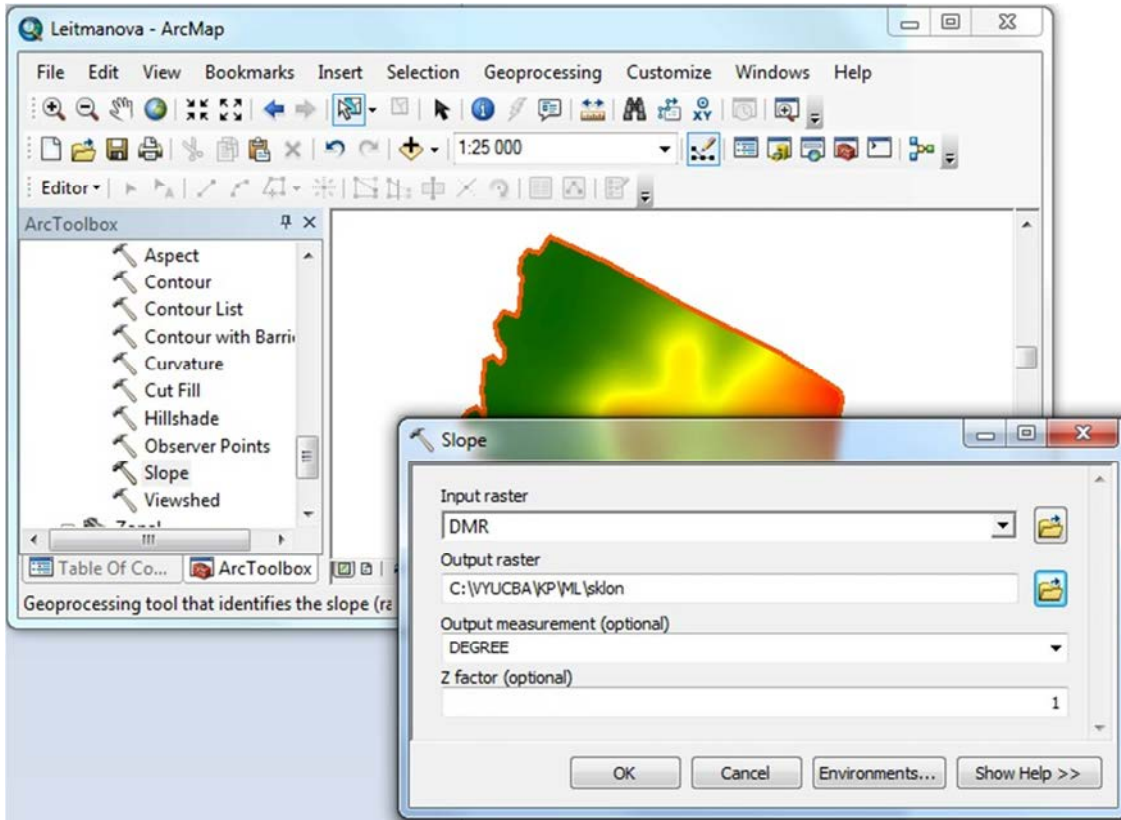 Leitmanova - ArcMap
File Edit View Bookmarks Insert Selection Geoprocessing Customize Windows Help
XY
1:25 000
Editor
ArcToolbox
Aspect
Contour
Contour List
Contour with Barri
Curvature
Cut Fill
Hillshade
Observer Points
Slope
Viewshed
Table Of Co... ArcToolbox
Geoprocessing tool that identifies the slope (ra
Slope
Input raster
DMR
Output raster
C:\VYUCBA\KP\ML\sklon
Output measurement (optional)
DEGREE
Z factor (optional)
1
OK Cancel Environments... Show Help >>